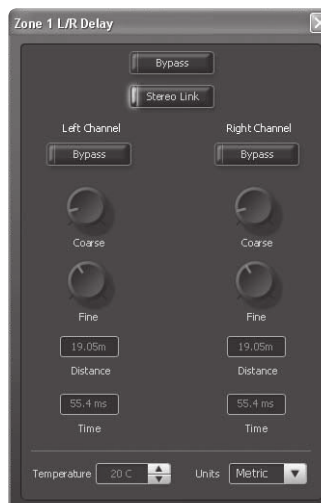 Zone 1 L/R Delay
Bypass
Stereo Link
Left Channel Right Channel
Bypass Bypass
Coarse Coarse
Fine Fine
19.05m 19.05m
Distance Distance
55.4 ms 55.4 ms
Time Time
Temperature 20 C Units Metric